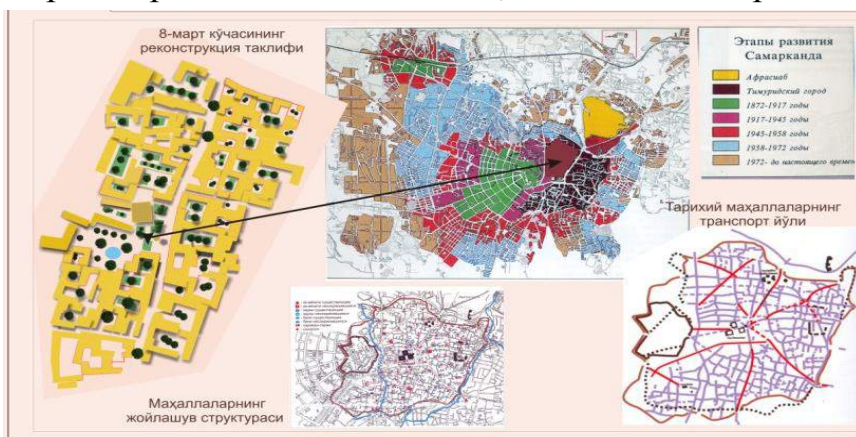 8-март кўчасининг
реконструкция таклифи
Этапы развития
Самарканда
Афрасиаб
Тимуридский город
1872-1917 годы
1917-1945 годы
1945-1958 годы
1958-1972 годы
1972- до настоящего времен
Тарихий маҳаллаларнинг
транспорт йўли
Маҳаллаларнинг
жойлашув структураси